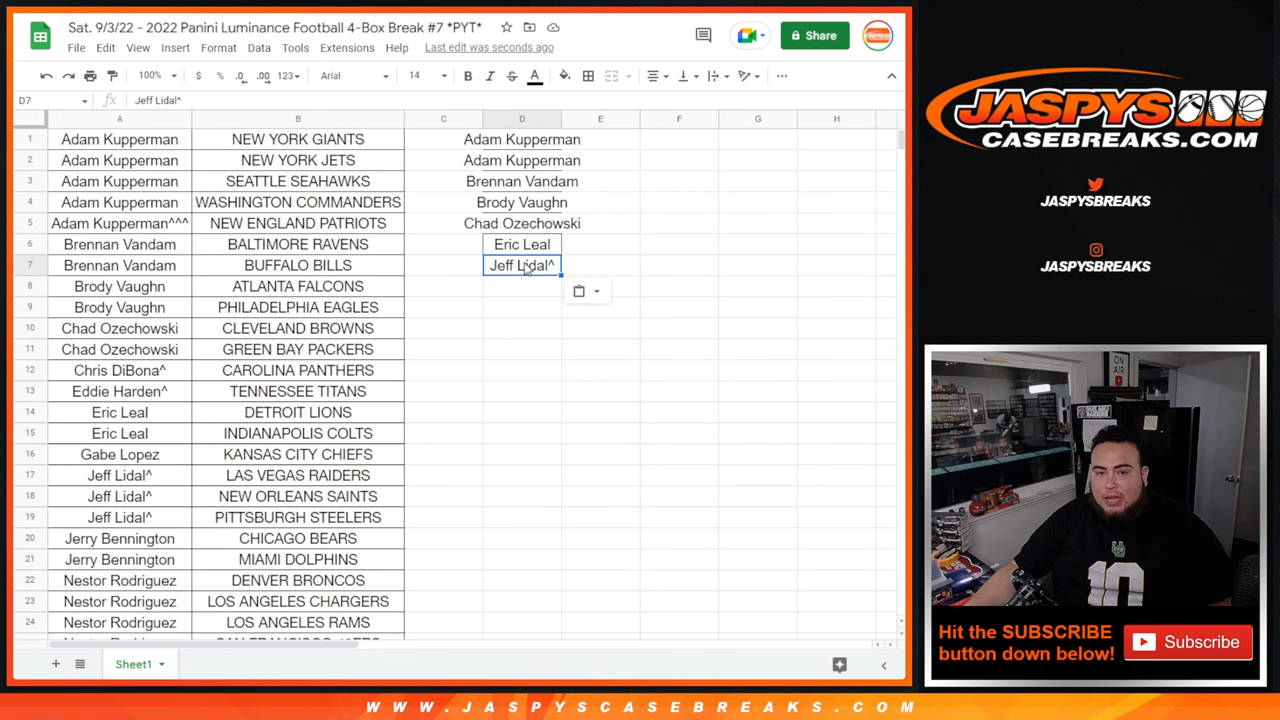 Sat. 9/3/22 - 2022 Panini Luminance Football 4-Box Break #7 *PYT*
File Edit View Insert Format Data Tools Extensions Help Last edit was seconds ago
Share
100% $ % .0 .00 123 Arial 14 B I S A
D7 fx Jeff Lidal^
A B C D E F G H
1 Adam Kupperman NEW YORK GIANTS Adam Kupperman
2 Adam Kupperman NEW YORK JETS Adam Kupperman
3 Adam Kupperman SEATTLE SEAHAWKS Brennan Vandam
4 Adam Kupperman WASHINGTON COMMANDERS Brody Vaughn
5 Adam Kupperman^^^ NEW ENGLAND PATRIOTS Chad Ozechowski
6 Brennan Vandam BALTIMORE RAVENS Eric Leal
7 Brennan Vandam BUFFALO BILLS Jeff Lidal^
8 Brody Vaughn ATLANTA FALCONS
9 Brody Vaughn PHILADELPHIA EAGLES
10 Chad Ozechowski CLEVELAND BROWNS
11 Chad Ozechowski GREEN BAY PACKERS
12 Chris DiBona^ CAROLINA PANTHERS
13 Eddie Harden^ TENNESSEE TITANS
14 Eric Leal DETROIT LIONS
15 Eric Leal INDIANAPOLIS COLTS
16 Gabe Lopez KANSAS CITY CHIEFS
17 Jeff Lidal^ LAS VEGAS RAIDERS
18 Jeff Lidal^ NEW ORLEANS SAINTS
19 Jeff Lidal^ PITTSBURGH STEELERS
20 Jerry Bennington CHICAGO BEARS
21 Jerry Bennington MIAMI DOLPHINS
22 Nestor Rodriguez DENVER BRONCOS
23 Nestor Rodriguez LOS ANGELES CHARGERS
24 Nestor Rodriguez LOS ANGELES RAMS
Sheet1
JASPYS
CASEBREAKS.COM
JASPYSBREAKS
JASPYSBREAKS
ON AIR
10
Hit the SUBSCRIBE
button down below!
Subscribe
WWW.JASPYSCASEBREAKS.COM